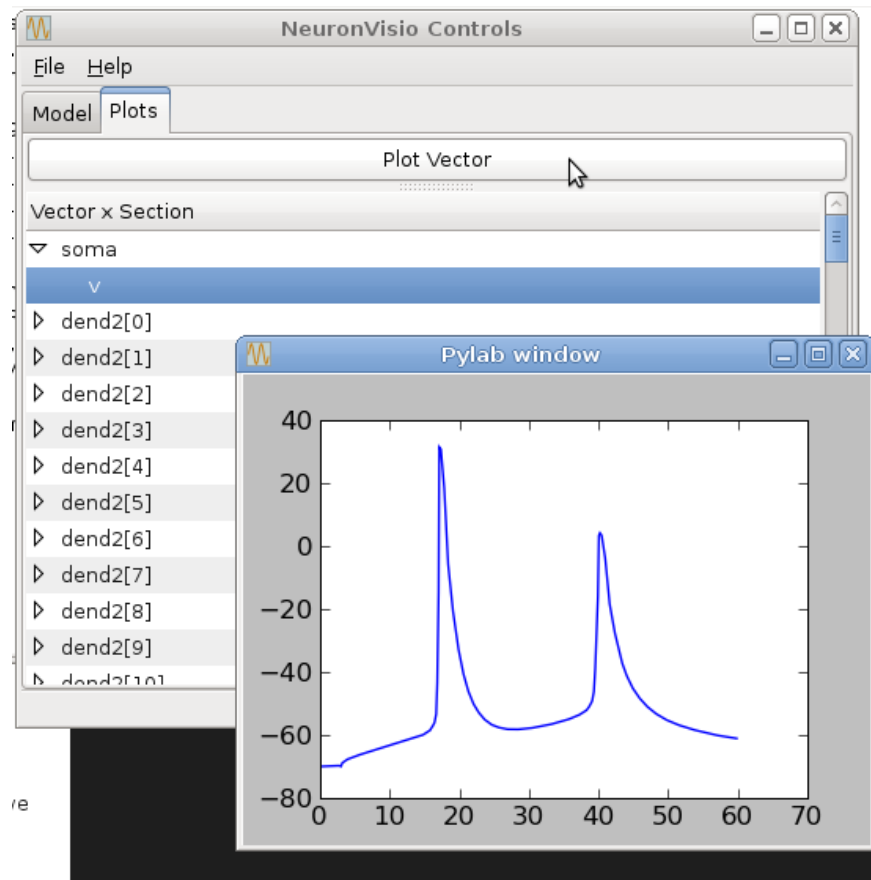 NeuronVisio Controls
File Help
Model Plots
Plot Vector
Vector x Section
soma
v
dend2[0]
dend2[1]
dend2[2]
dend2[3]
dend2[4]
dend2[5]
dend2[6]
dend2[7]
dend2[8]
dend2[9]
dend2[10]
Pylab window
40
20
0
−20
−40
−60
−80
0 10 20 30 40 50 60 70